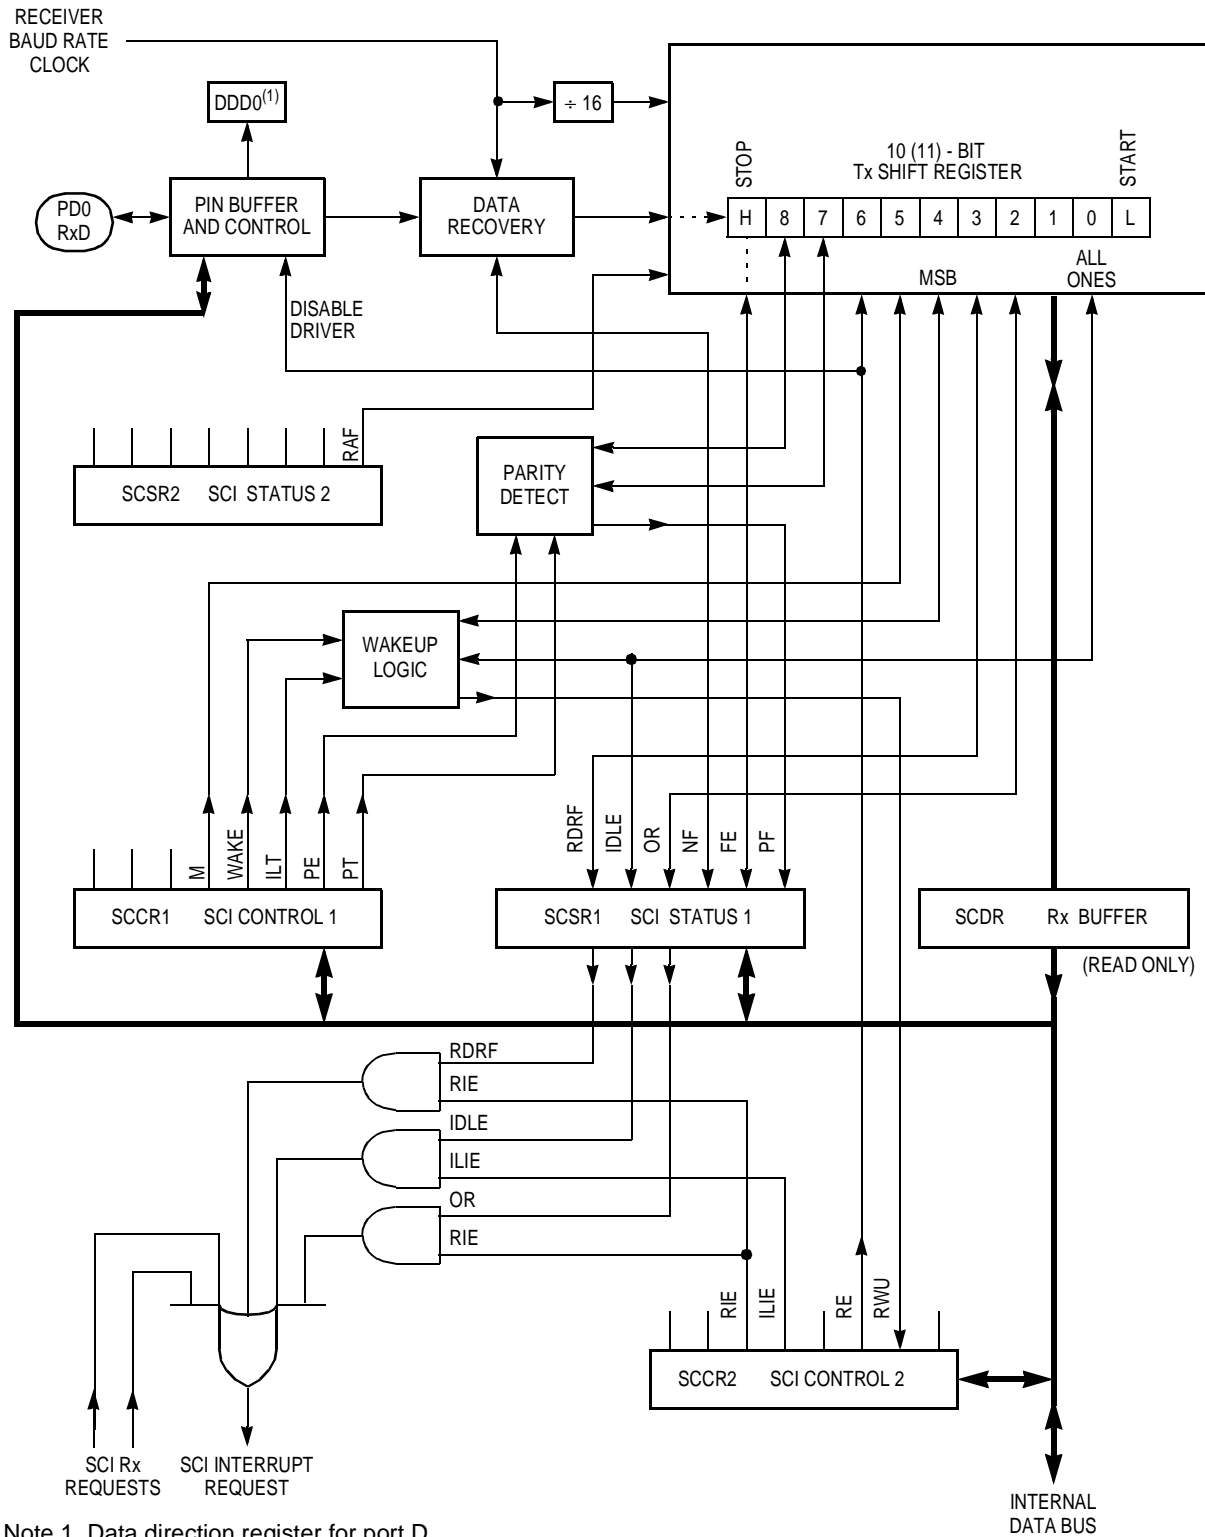 RECEIVER
BAUD RATE
CLOCK
DDD0(1)
÷ 16
STOP
10 (11) - BIT
Tx SHIFT REGISTER
START
PD0
RxD
PIN BUFFER
AND CONTROL
DATA
RECOVERY
H 8 7 6 5 4 3 2 1 0 L
MSB
ALL
ONES
DISABLE
DRIVER
RAF
SCSR2 SCI STATUS 2
PARITY
DETECT
WAKEUP
LOGIC
M
WAKE
ILT
PE
PT
RDRF
IDLE
OR
NF
FE
PF
SCCR1 SCI CONTROL 1
SCSR1 SCI STATUS 1
SCDR Rx BUFFER
(READ ONLY)
RDRF
RIE
IDLE
ILIE
OR
RIE
RIE
ILIE
RE
RWU
SCCR2 SCI CONTROL 2
SCI Rx
REQUESTS
SCI INTERRUPT
REQUEST
INTERNAL
DATA BUS
Note 1. Data direction register for port D